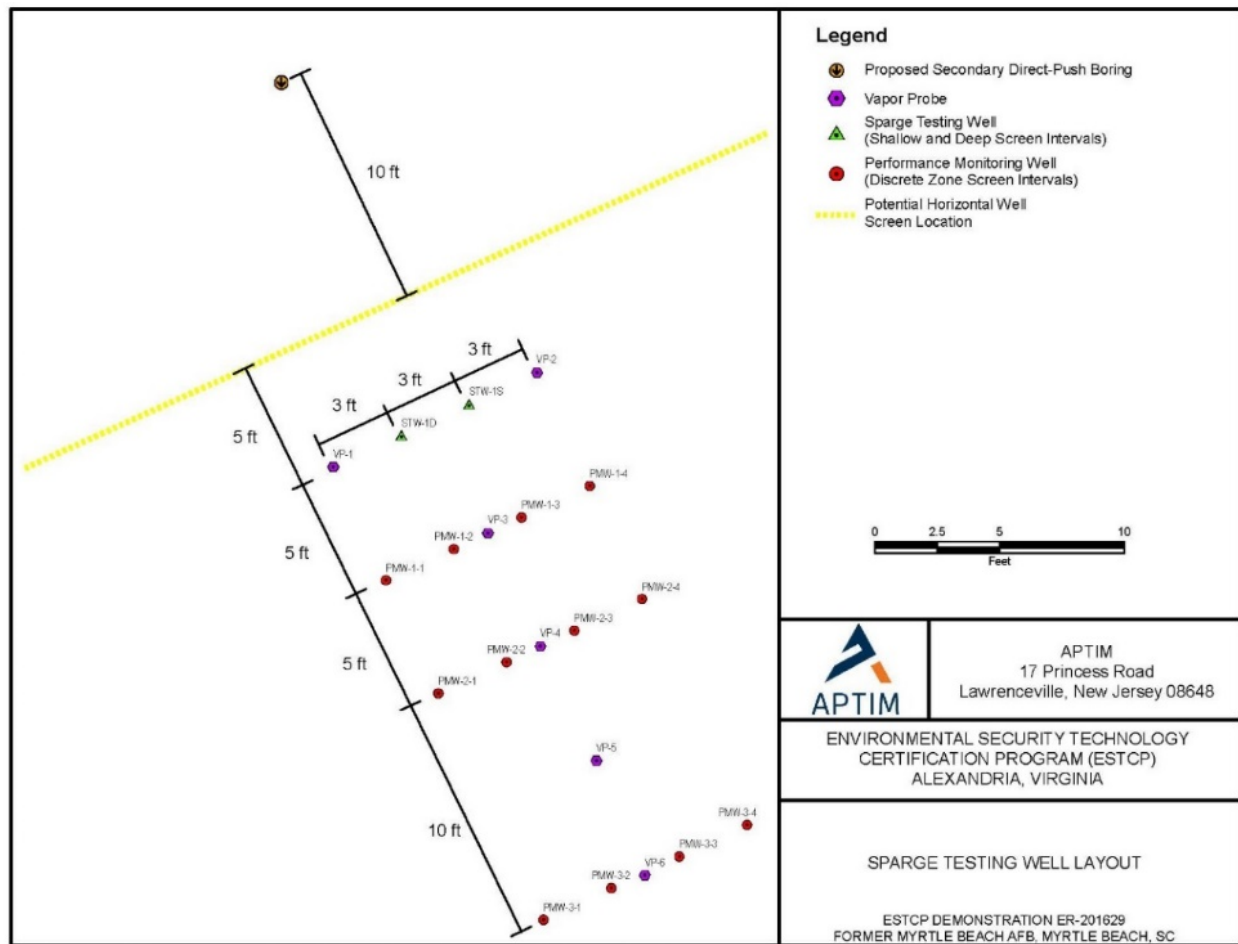 10 ft
3 ft
VP-2
3 ft
STW-1S
3 ft
STW-1D
5 ft
VP-1
PMW-1-4
PMW-1-3
VP-3
PMW-1-2
5 ft
PMW-1-1
PMW-2-4
PMW-2-3
VP-4
PMW-2-2
5 ft
PMW-2-1
VP-5
PMW-3-4
10 ft
PMW-3-3
VP-6
PMW-3-2
PMW-3-1
Legend
Proposed Secondary Direct-Push Boring
Vapor Probe
Sparge Testing Well
(Shallow and Deep Screen Intervals)
Performance Monitoring Well
(Discrete Zone Screen Intervals)
Potential Horizontal Well
Screen Location
0 2.5 5 10
Feet
APTIM
APTIM
17 Princess Road
Lawrenceville, New Jersey 08648
ENVIRONMENTAL SECURITY TECHNOLOGY
CERTIFICATION PROGRAM (ESTCP)
ALEXANDRIA, VIRGINIA
SPARGE TESTING WELL LAYOUT
ESTCP DEMONSTRATION ER-201629
FORMER MYRTLE BEACH AFB, MYRTLE BEACH, SC